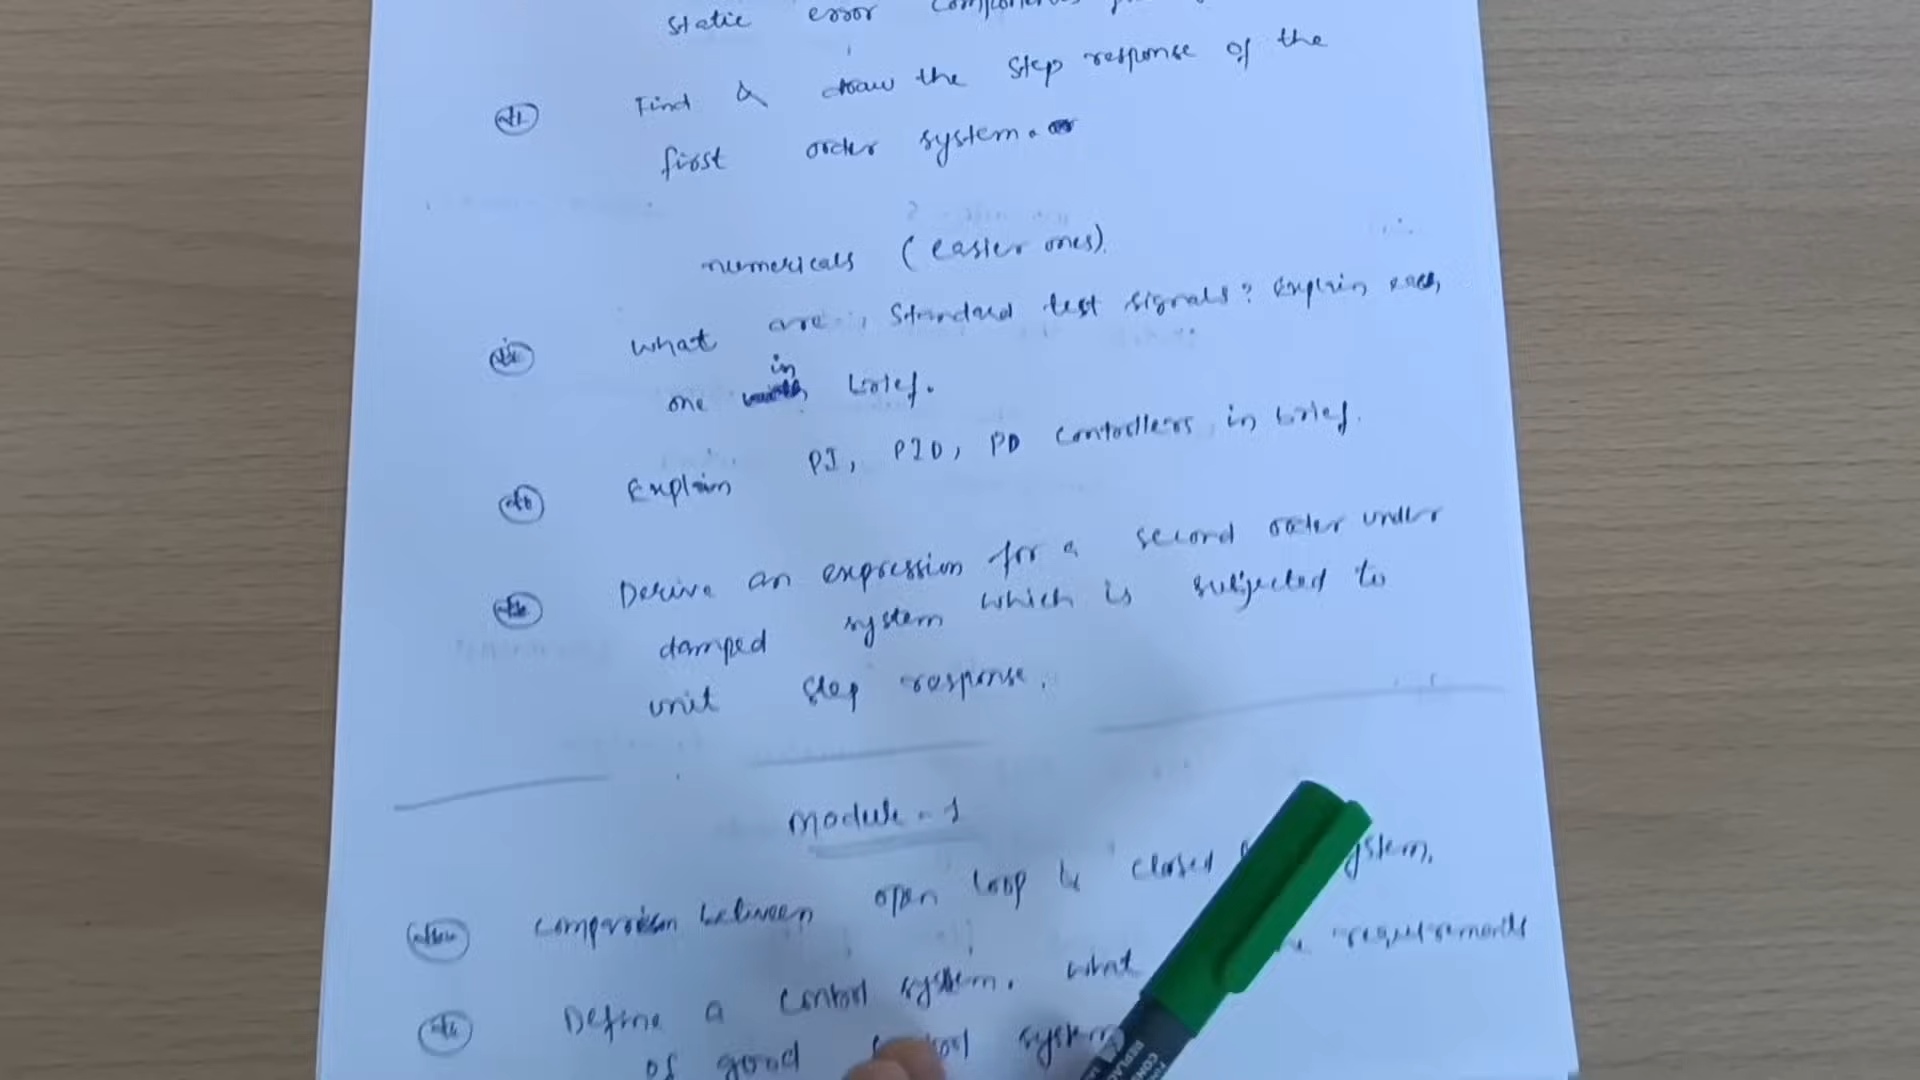 static error
Find & draw the step response of the
first order system.
numericals (easier ones).
what are standard test signals? Explain each
one in brief.
Explain PI, PID, PD controllers in brief.
Derive an expression for a second order under
damped system which is subjected to
unit step response.
Module - 1
comparison between open loop & closed system.
Define a control system. what requirements
of good system